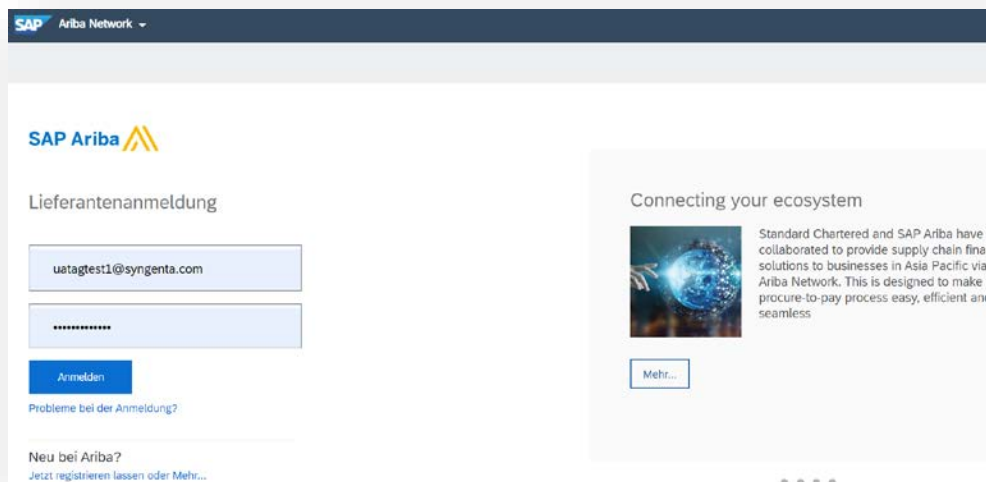 SAP Ariba Network
SAP Ariba
Lieferantenanmeldung
uatagtest1@syngenta.com
•••••••••••••
Anmelden
Probleme bei der Anmeldung?
Neu bei Ariba?
Jetzt registrieren lassen oder Mehr...
Connecting your ecosystem
Standard Chartered and SAP Ariba have
collaborated to provide supply chain fina
solutions to businesses in Asia Pacific via
Ariba Network. This is designed to make
procure-to-pay process easy, efficient and
seamless
Mehr...